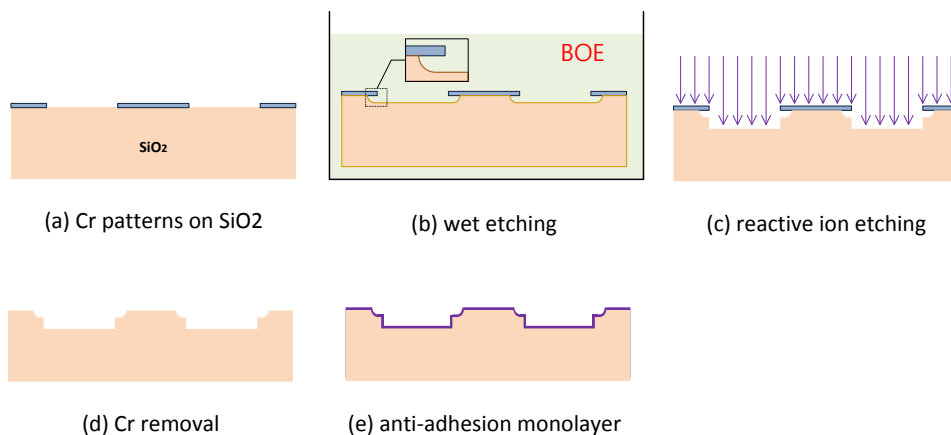 BOE
SiO₂
(a) Cr patterns on SiO2
(b) wet etching
(c) reactive ion etching
(d) Cr removal
(e) anti-adhesion monolayer